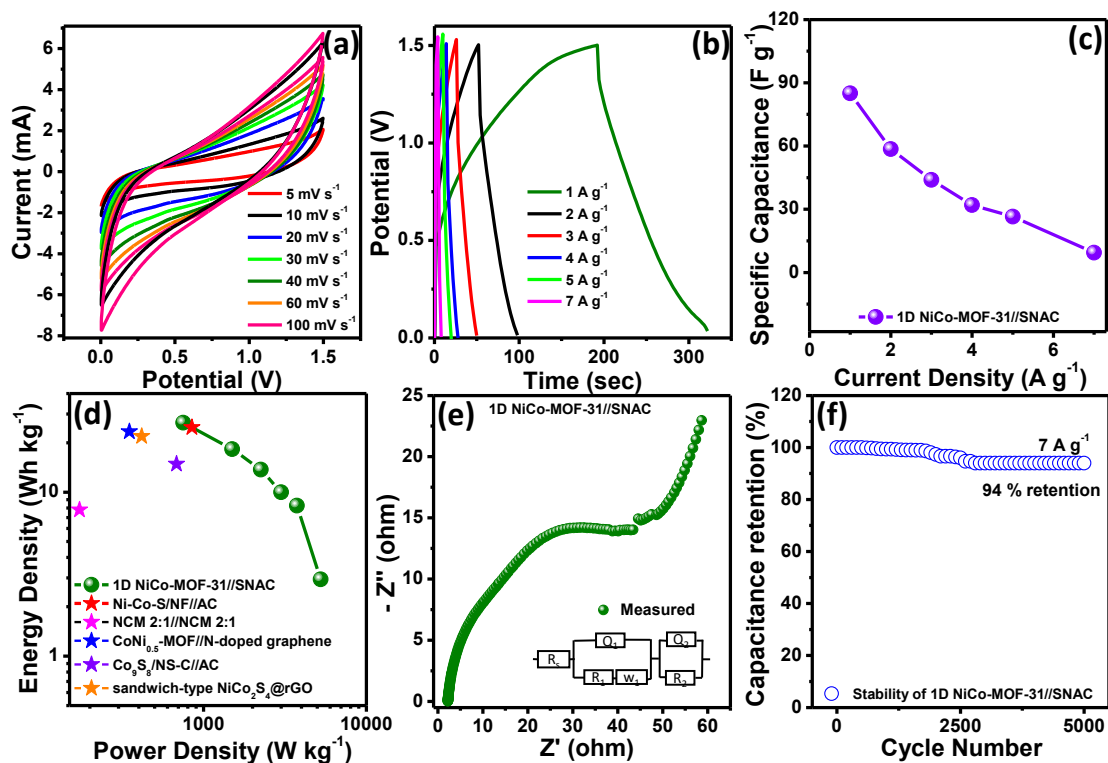 (a)
Current (mA)
6
4
2
0
-2
-4
-6
-8
0.0 0.5 1.0 1.5
Potential (V)
5 mV s⁻¹
10 mV s⁻¹
20 mV s⁻¹
30 mV s⁻¹
40 mV s⁻¹
60 mV s⁻¹
100 mV s⁻¹
(b)
Potential (V)
1.5
1.0
0.5
0.0
0 100 200 300
Time (sec)
1 A g⁻¹
2 A g⁻¹
3 A g⁻¹
4 A g⁻¹
5 A g⁻¹
7 A g⁻¹
(c)
Specific Capacitance (F g⁻¹)
120
90
60
30
0
0 2 4 6
Current Density (A g⁻¹)
1D NiCo-MOF-31//SNAC
(d)
Energy Density (Wh kg⁻¹)
10
1
1000 10000
Power Density (W kg⁻¹)
1D NiCo-MOF-31//SNAC
Ni-Co-S/NF//AC
NCM 2:1//NCM 2:1
CoNi₀.₅-MOF//N-doped graphene
Co₉S₈/NS-C//AC
sandwich-type NiCo₂S₄@rGO
(e)
1D NiCo-MOF-31//SNAC
- Z" (ohm)
25
20
15
10
5
0
0 10 20 30 40 50 60
Z' (ohm)
Measured
Rₛ
Q₁
R₁
w₁
Q₂
R₂
(f)
Capacitance retention (%)
120
100
80
60
40
20
0
0 2500 5000
Cycle Number
7 A g⁻¹
94 % retention
Stability of 1D NiCo-MOF-31//SNAC